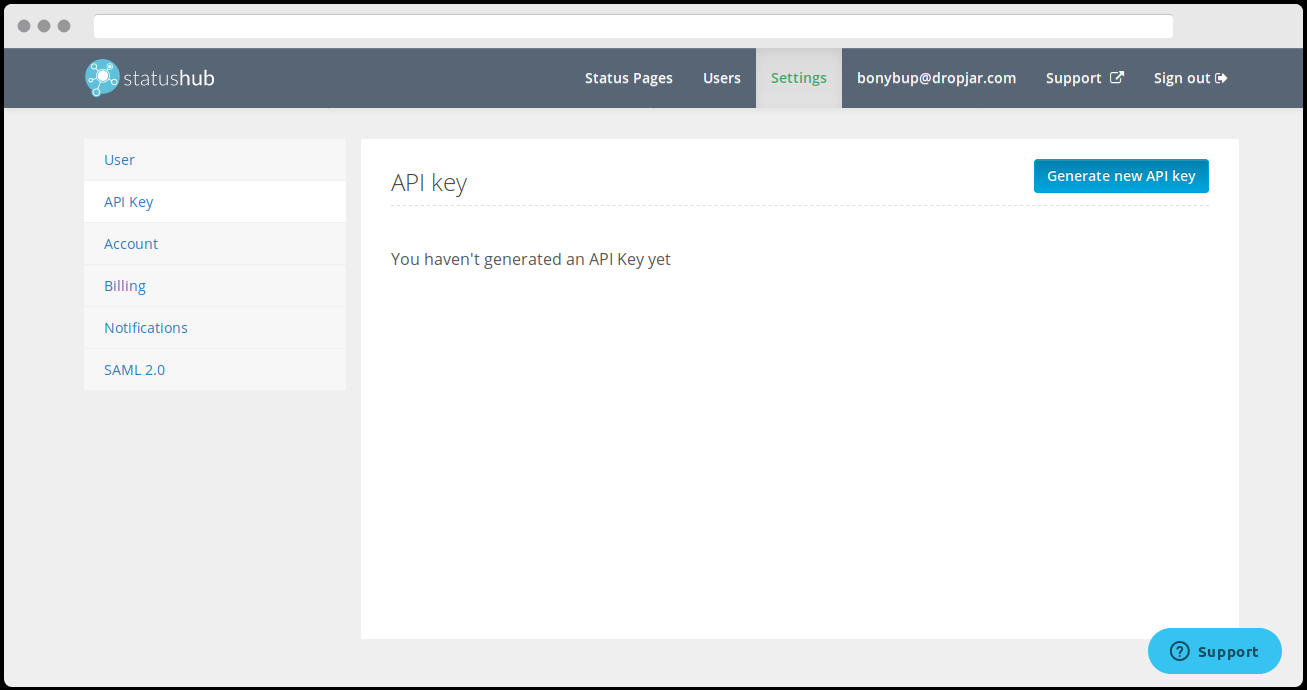 statushub
Status Pages
Users
Settings
bonybup@dropjar.com
Support
Sign out
User
API Key
Account
Billing
Notifications
SAML 2.0
API key
Generate new API key
You haven't generated an API Key yet
? Support